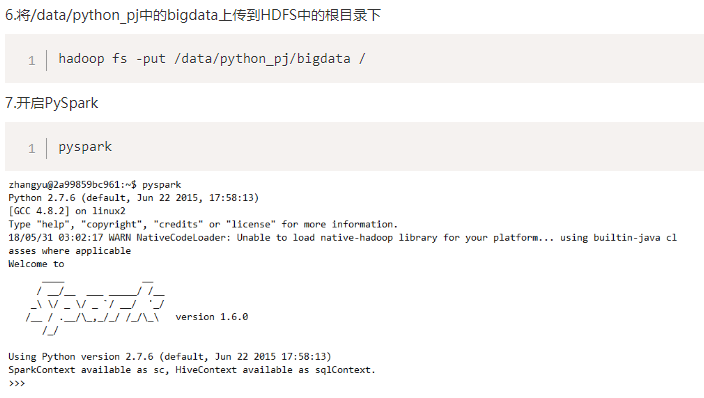 6.将/data/python_pj中的bigdata上传到HDFS中的根目录下
1 hadoop fs -put /data/python_pj/bigdata /
7.开启PySpark
1 pyspark
zhangyu@2a99859bc961:~$ pyspark
Python 2.7.6 (default, Jun 22 2015, 17:58:13)
[GCC 4.8.2] on linux2
Type "help", "copyright", "credits" or "license" for more information.
18/05/31 03:02:17 WARN NativeCodeLoader: Unable to load native-hadoop library for your platform... using builtin-java cl
asses where applicable
Welcome to
      ____              __
     / __/__  ___ _____/ /__
    _\ \/ _ \/ _ `/ __/  '_/
   /__ / .__/\_,_/_/ /_/\_\   version 1.6.0
      /_/
Using Python version 2.7.6 (default, Jun 22 2015 17:58:13)
SparkContext available as sc, HiveContext available as sqlContext.
>>>